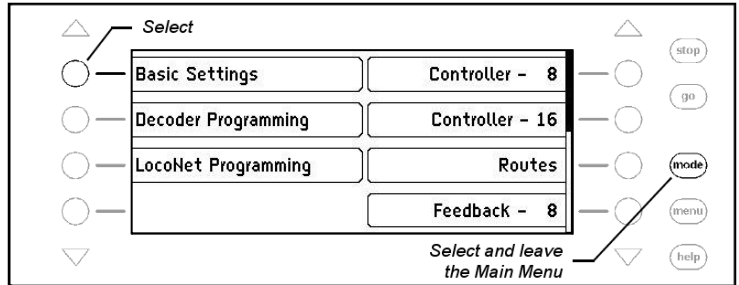 Select
stop
Basic Settings Controller - 8
go
Decoder Programming Controller - 16
LocoNet Programming Routes
mode
Feedback - 8
menu
Select and leave
the Main Menu
help